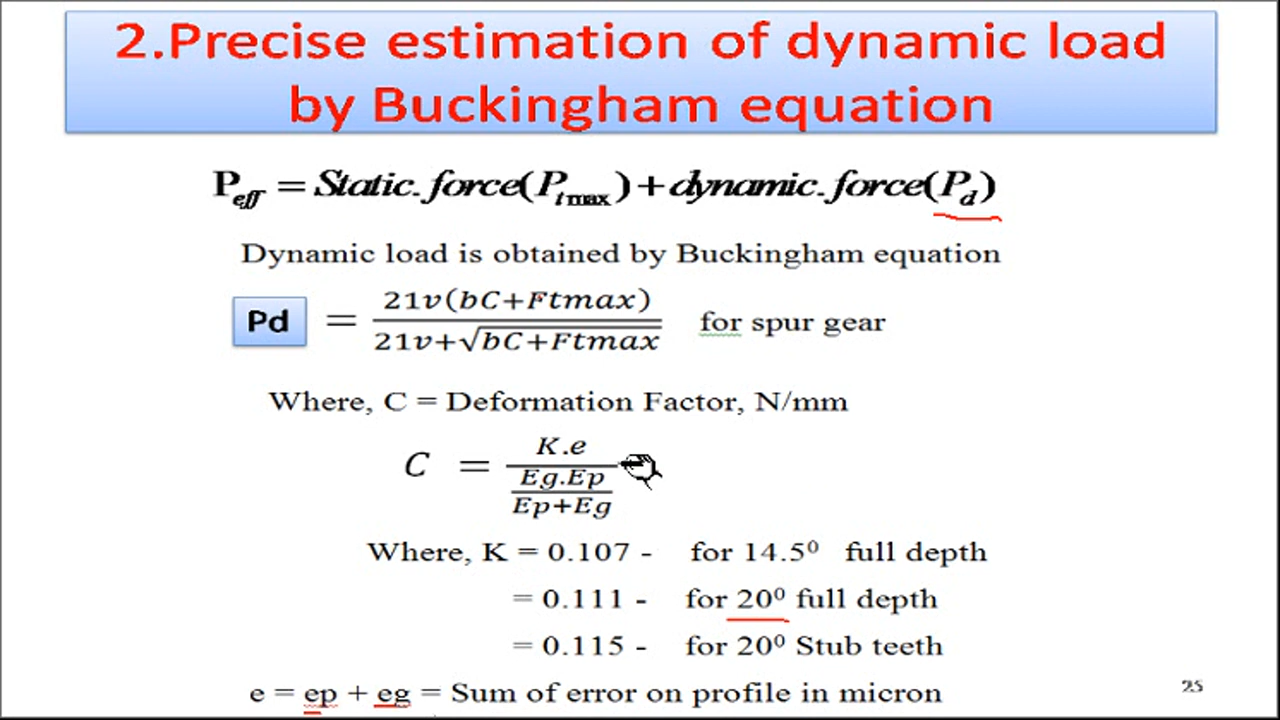 2.Precise estimation of dynamic load
by Buckingham equation
P_eff = Static.force(P_tmax) + dynamic.force(P_d)
Dynamic load is obtained by Buckingham equation
Pd = 21v(bC+Ftmax) / 21v+√bC+Ftmax for spur gear
Where, C = Deformation Factor, N/mm
C = K.e / Eg.Ep / Ep+Eg
Where, K = 0.107 - for 14.5⁰ full depth
= 0.111 - for 20⁰ full depth
= 0.115 - for 20⁰ Stub teeth
e = ep + eg = Sum of error on profile in micron
25